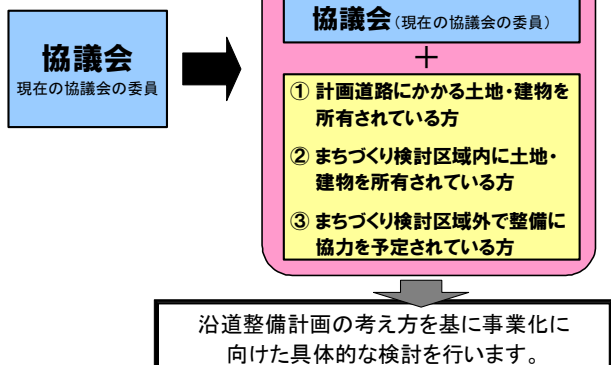 協議会
現在の協議会の委員
協議会(現在の協議会の委員)
+
① 計画道路にかかる土地・建物を
所有されている方
② まちづくり検討区域内に土地・
建物を所有されている方
③ まちづくり検討区域外で整備に
協力を予定されている方
沿道整備計画の考え方を基に事業化に
向けた具体的な検討を行います。